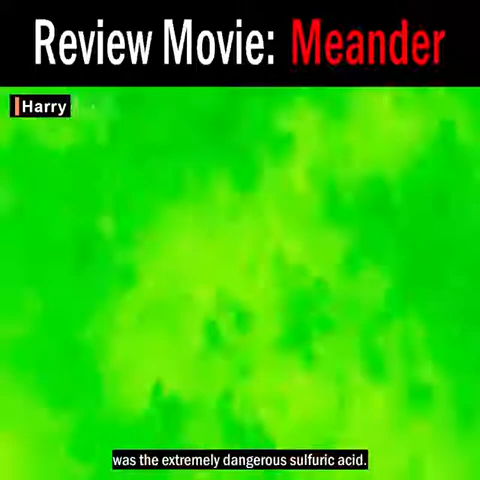 Review Movie: Meander
Harry
was the extremely dangerous sulfuric acid.